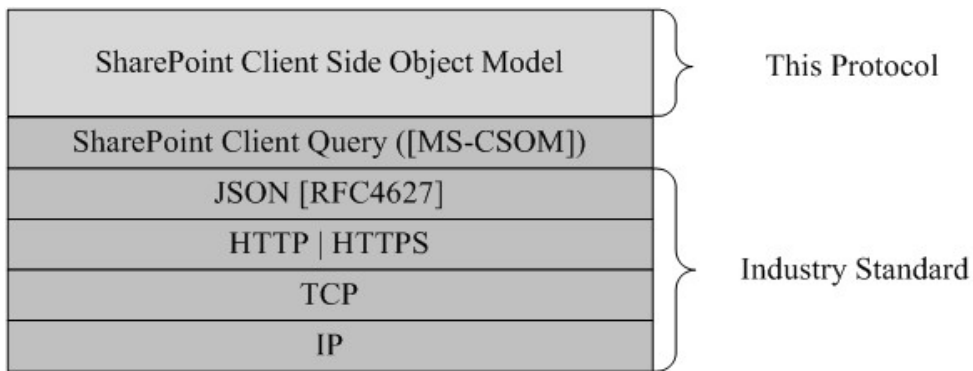 SharePoint Client Side Object Model
This Protocol
SharePoint Client Query ([MS-CSOM])
JSON [RFC4627]
HTTP | HTTPS
Industry Standard
TCP
IP